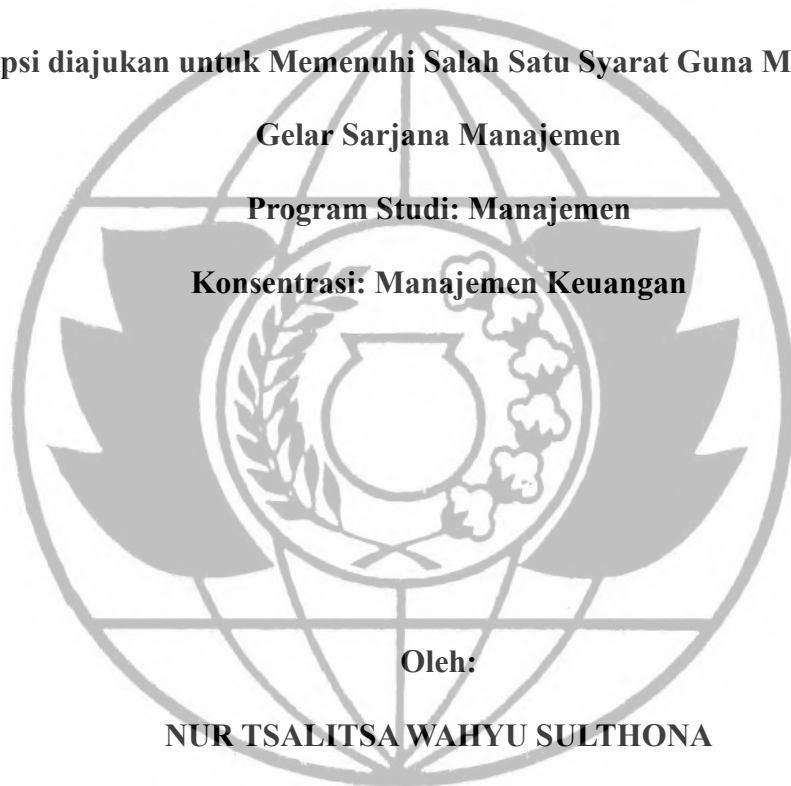 psi diajukan untuk Memenuhi Salah Satu Syarat Guna M
Gelar Sarjana Manajemen
Program Studi: Manajemen
Konsentrasi: Manajemen Keuangan
Oleh:
NUR TSALITSA WAHYU SULTHONA